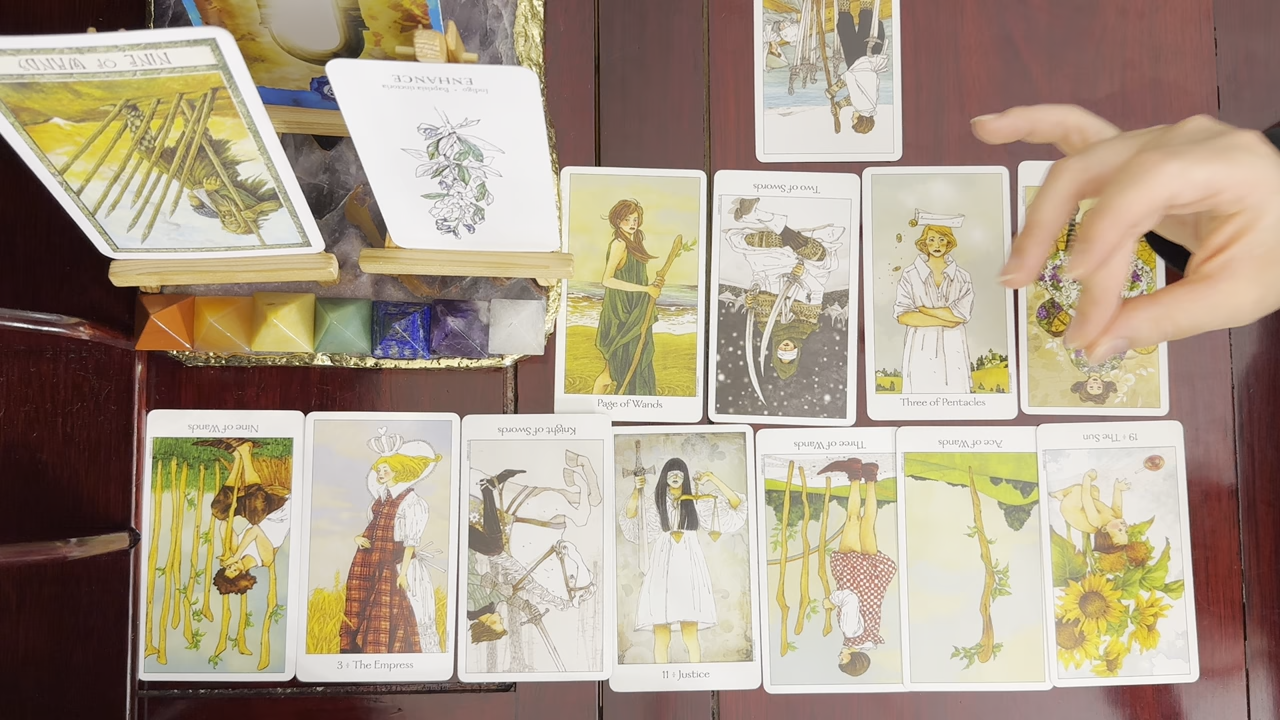 NINE OF WANDS
ENHANCE
Two of Swords
Page of Wands
Three of Pentacles
Nine of Wands
Knight of Swords
Three of Wands
Ace of Wands
19 ♦ The Sun
3 ♦ The Empress
11 ♦ Justice